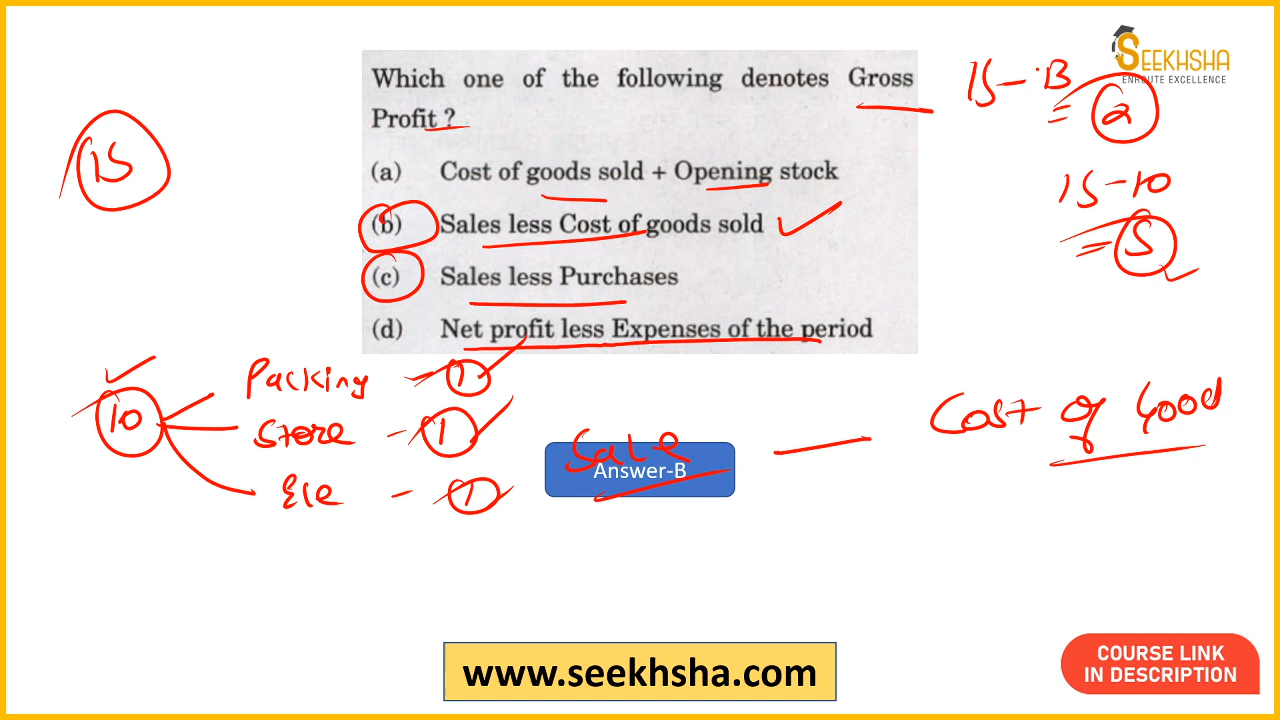 SEEKHSHA
ENROUTE EXCELLENCE
Which one of the following denotes Gross
Profit ?
(a) Cost of goods sold + Opening stock
(b) Sales less Cost of goods sold
(c) Sales less Purchases
(d) Net profit less Expenses of the period
15
15-13
= 2
15-10
= 5
10
Packing - 1
Store - 1
Ele - 1
Sale — Cost of Good
Answer-B
www.seekhsha.com
COURSE LINK
IN DESCRIPTION